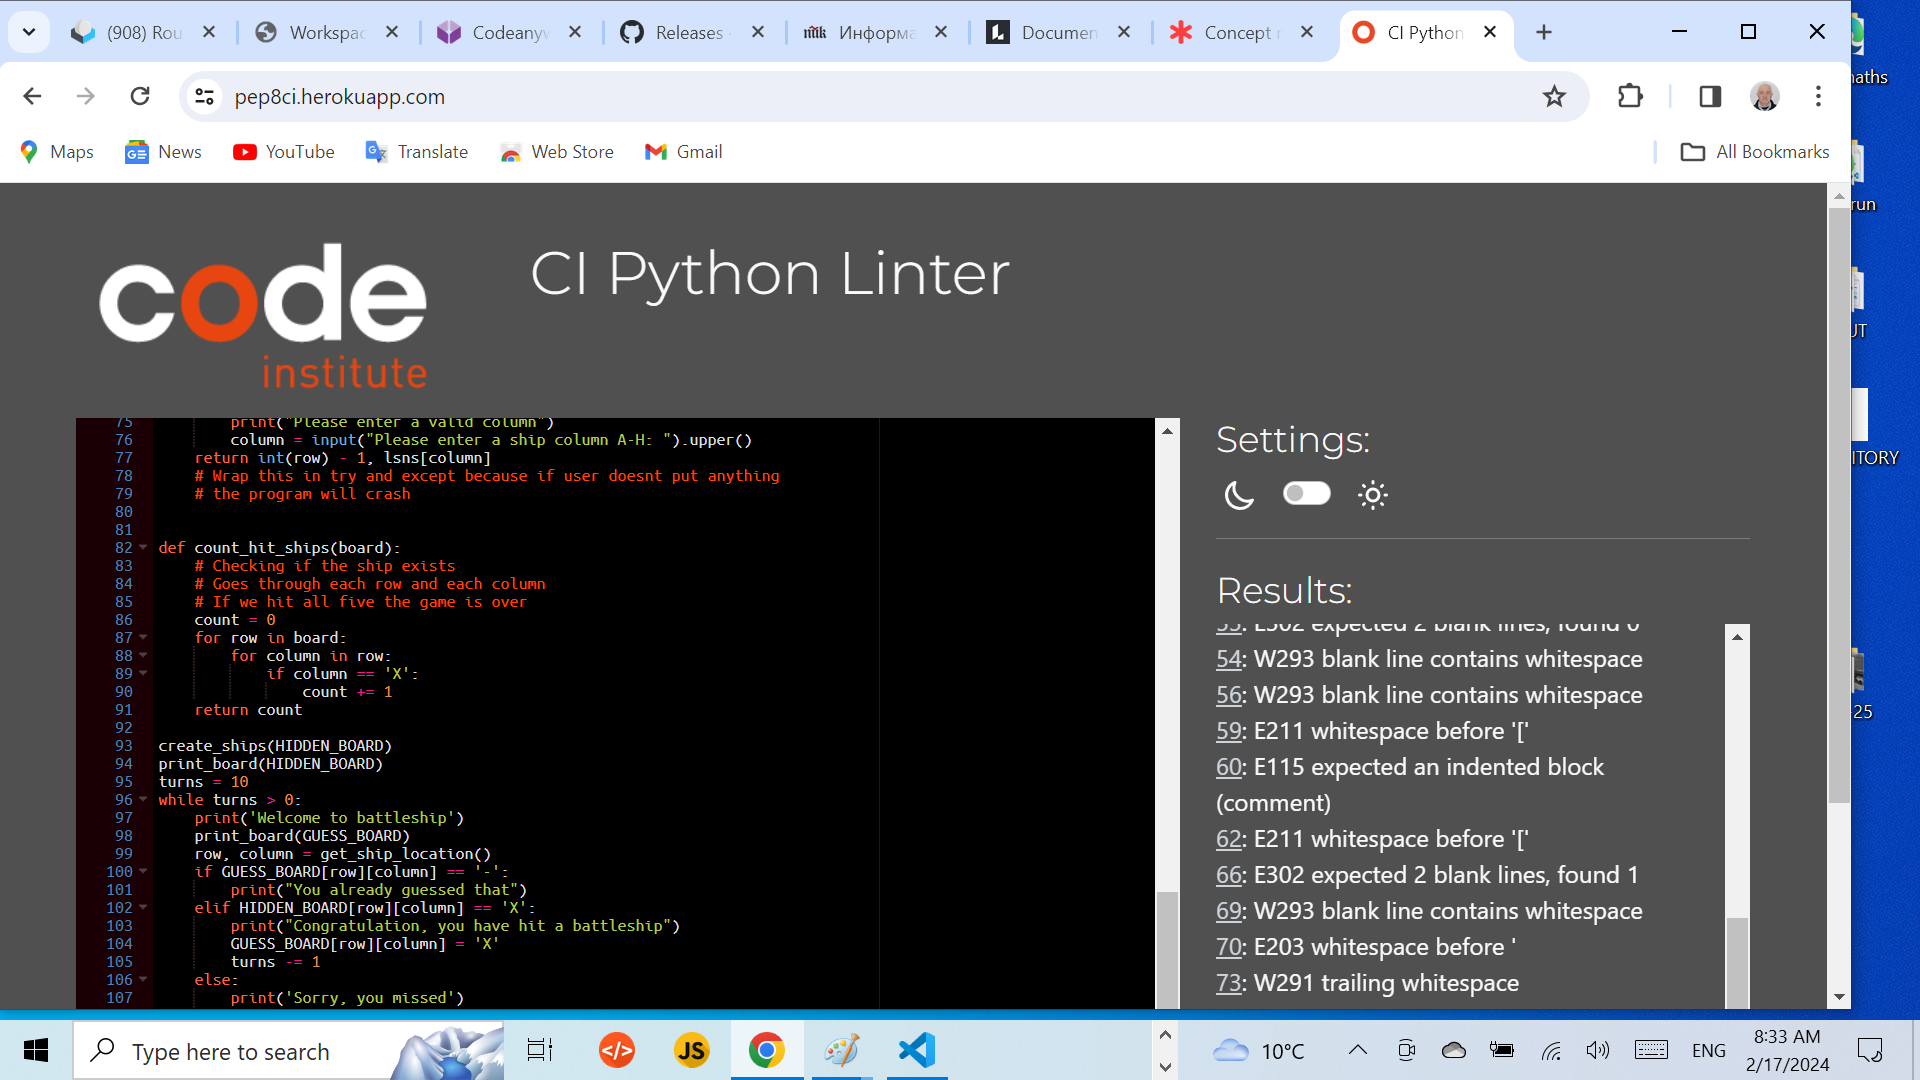 (908) Rou
Workspac
Codeanyw
Releases
milk
Информа
Documen
Concept r
CI Python
pep8ci.herokuapp.com
Maps
News
YouTube
Translate
Web Store
Gmail
All Bookmarks
code
institute
CI Python Linter
75 print("Please enter a valid column")
76 column = input("Please enter a ship column A-H: ").upper()
77 return int(row) - 1, lsns[column]
78 # Wrap this in try and except because if user doesnt put anything
79 # the program will crash
80
81
82 def count_hit_ships(board):
83 # Checking if the ship exists
84 # Goes through each row and each column
85 # If we hit all five the game is over
86 count = 0
87 for row in board:
88 for column in row:
89 if column == 'X':
90 count += 1
91 return count
92
93 create_ships(HIDDEN_BOARD)
94 print_board(HIDDEN_BOARD)
95 turns = 10
96 while turns > 0:
97 print('Welcome to battleship')
98 print_board(GUESS_BOARD)
99 row, column = get_ship_location()
100 if GUESS_BOARD[row][column] == '-':
101 print("You already guessed that")
102 elif HIDDEN_BOARD[row][column] == 'X':
103 print("Congratulation, you have hit a battleship")
104 GUESS_BOARD[row][column] = 'X'
105 turns -= 1
106 else:
107 print('Sorry, you missed')
Settings:
Results:
53: E302 expected 2 blank lines, found 0
54: W293 blank line contains whitespace
56: W293 blank line contains whitespace
59: E211 whitespace before '['
60: E115 expected an indented block
(comment)
62: E211 whitespace before '['
66: E302 expected 2 blank lines, found 1
69: W293 blank line contains whitespace
70: E203 whitespace before '
73: W291 trailing whitespace
naths
run
UT
ITORY
25
Type here to search
JS
10°C
ENG
8:33 AM
2/17/2024